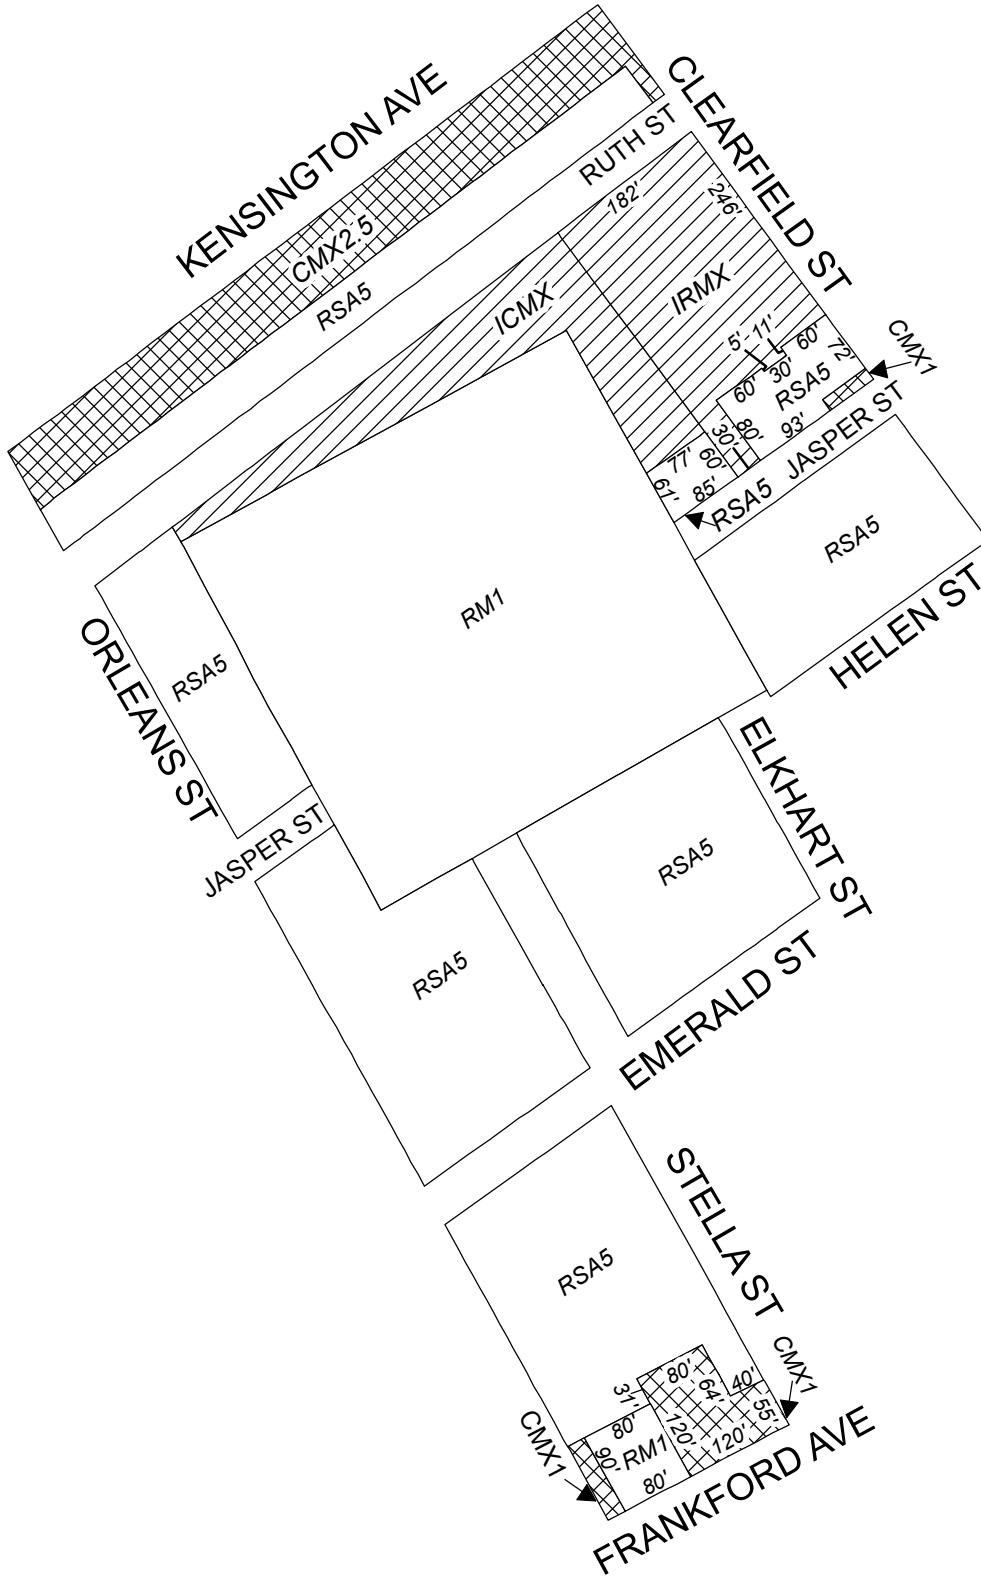 KENSINGTON AVE
CLEARFIELD ST
RUTH ST
CMX2.5
RSA5
182'
246'
ICMX
IRMX
5'
11'
60'
72'
CMX1
60'
30'
RSA5
93'
80'
30'
60'
77'
85'
61'
JASPER ST
RSA5
RSA5
HELEN ST
RM1
RSA5
ORLEANS ST
JASPER ST
ELKHART ST
RSA5
EMERALD ST
RSA5
STELLA ST
RSA5
CMX1
80'
64'
40'
55'
31'
80'
120'
120'
CMX1
90'
RM1
80'
FRANKFORD AVE